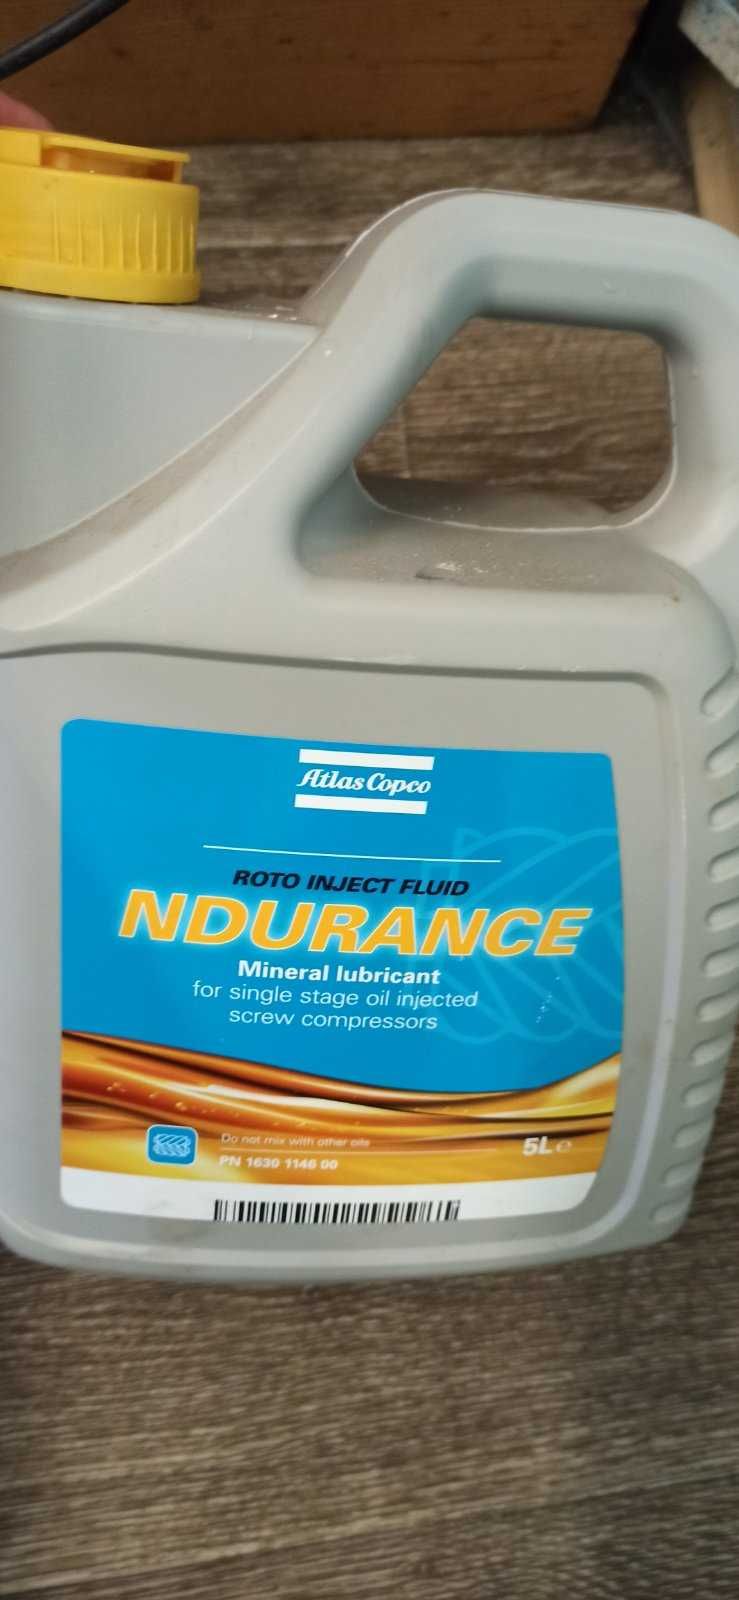 Atlas Copco
ROTO INJECT FLUID
NDURANCE
Mineral lubricant
for single stage oil injected
screw compressors
Do not mix with other oils
5L e
PN 1630 1146 00